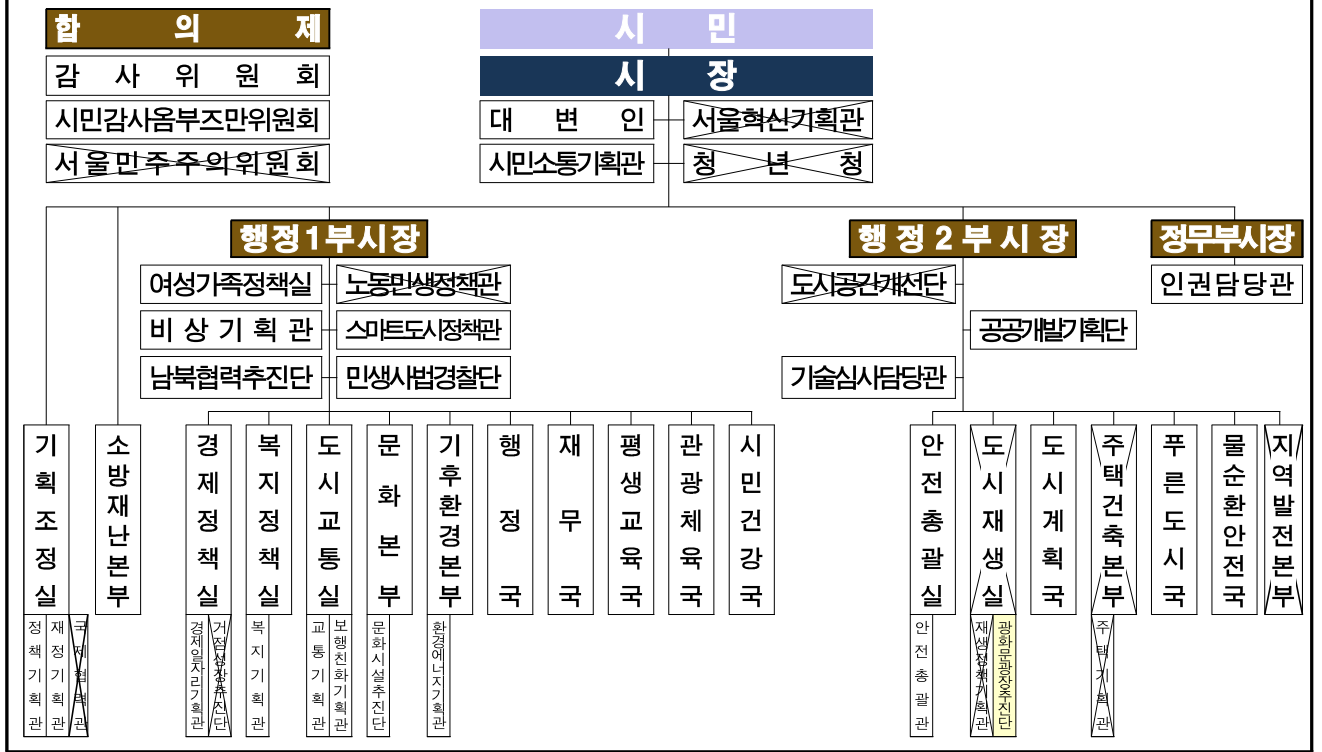 합의제
감사위원회
시민감사옴부즈만위원회
서울민주주의위원회
시민
시장
대변인
서울혁신기획관
시민소통기획관
청년청
행정1부시장
행정2부시장
정무부시장
여성가족정책실
노동민생정책관
비상기획관
스마트도시정책관
남북협력추진단
민생사법경찰단
도시공간개선단
공공개발기획단
기술심사담당관
인권담당관
기획조정실
소방재난본부
경제정책실
복지정책실
도시교통실
문화본부
기후환경본부
행정국
재무국
평생교육국
관광체육국
시민건강국
안전총괄실
도시재생실
도시계획국
주택건축본부
푸른도시국
물순환안전국
지역발전본부
정책기획관
재정기획관
국제협력관
경제일자리기획관
거점성장추진단
복지기획관
교통기획관
보행친화기획관
문화시설추진단
환경에너지기획관
안전총괄관
재생정책기획관
광화문광장추진단
주택기획관